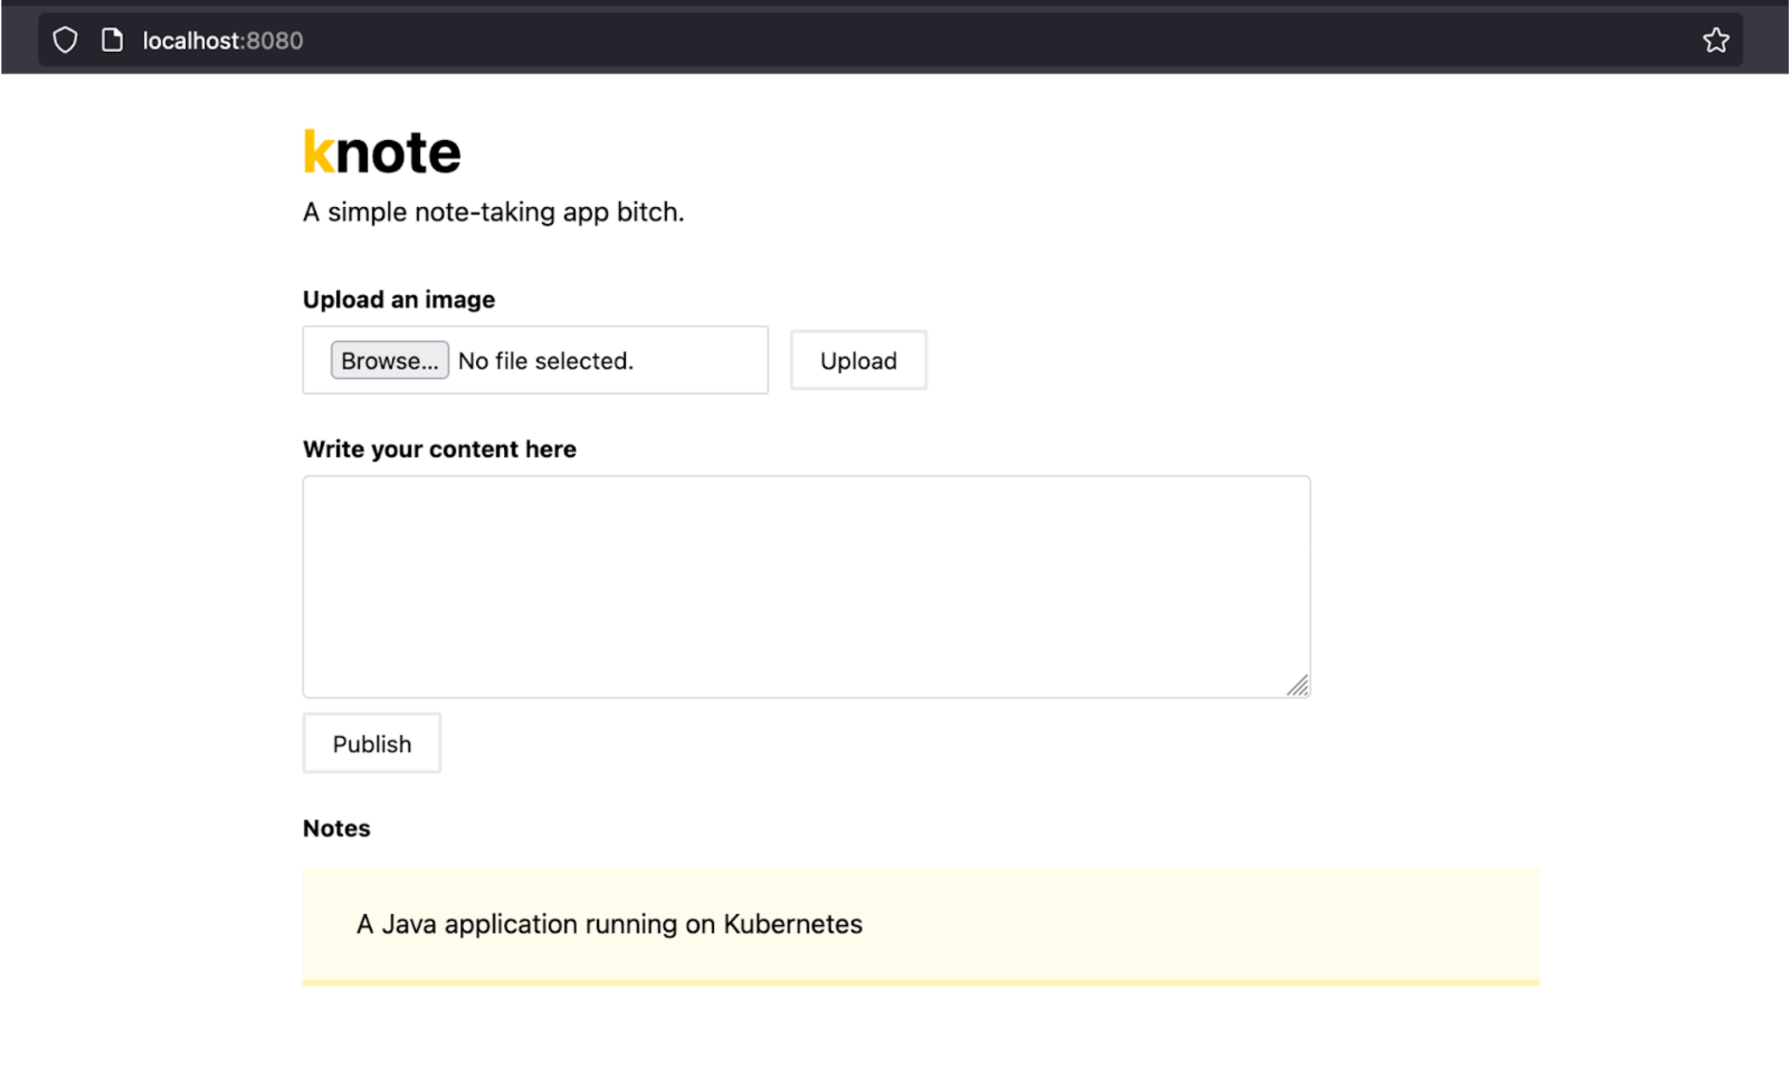 localhost:8080
knote
A simple note-taking app bitch.
Upload an image
Browse... No file selected. Upload
Write your content here
Publish
Notes
A Java application running on Kubernetes